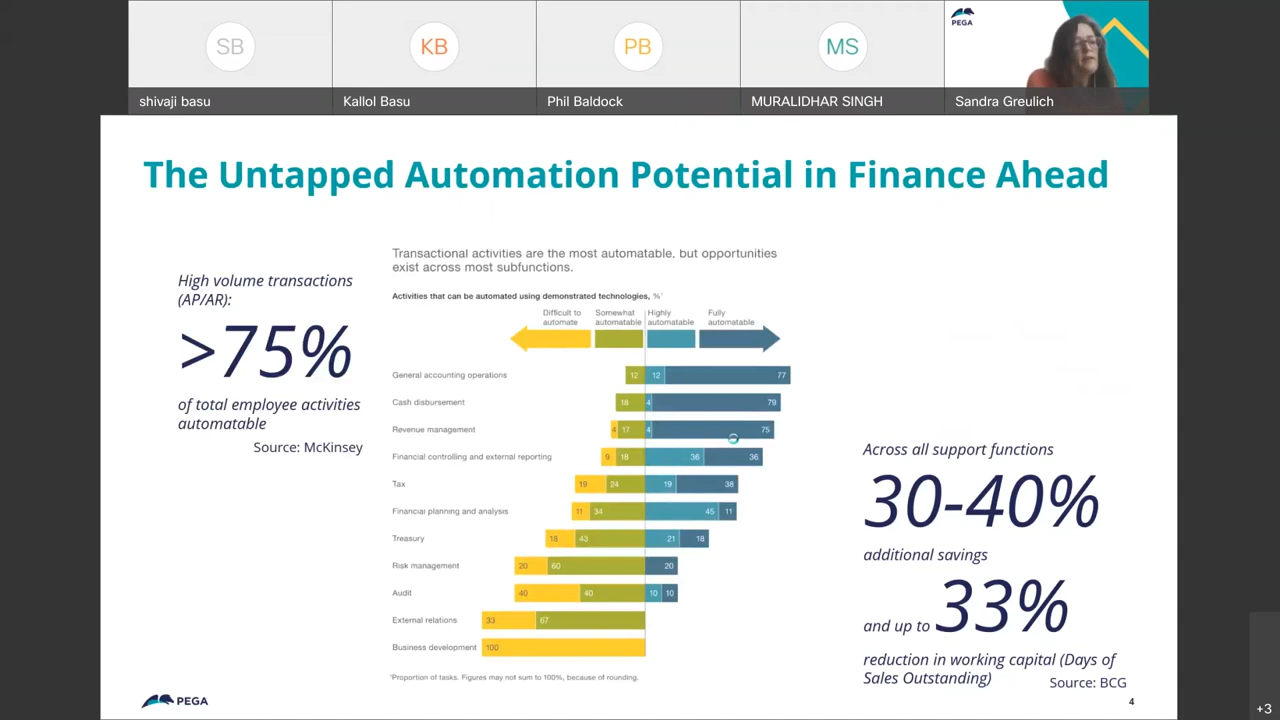 SB
KB
PB
MS
PEGA
shivaji basu
Kallol Basu
Phil Baldock
MURALIDHAR SINGH
Sandra Greulich
The Untapped Automation Potential in Finance Ahead
High volume transactions
(AP/AR):
>75%
of total employee activities
automatable
Source: McKinsey
Transactional activities are the most automatable, but opportunities
exist across most subfunctions.
Activities that can be automated using demonstrated technologies, %¹
Difficult to
automate
Somewhat
automatable
Highly
automatable
Fully
automatable
General accounting operations 12 12 77
Cash disbursement 18 4 79
Revenue management 4 17 4 75
Financial controlling and external reporting 9 18 36 36
Tax 19 24 19 38
Financial planning and analysis 11 34 45 11
Treasury 18 43 21 18
Risk management 20 60 20
Audit 40 40 10 10
External relations 33 67
Business development 100
¹Proportion of tasks. Figures may not sum to 100%, because of rounding.
Across all support functions
30-40%
additional savings
and up to 33%
reduction in working capital (Days of
Sales Outstanding)
Source: BCG
PEGA
4
+3